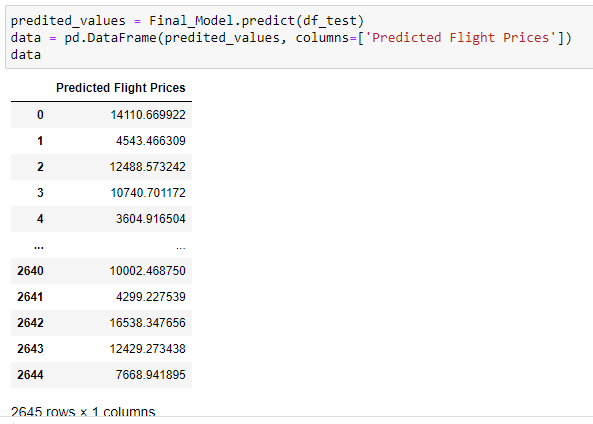 predited_values = Final_Model.predict(df_test)
data = pd.DataFrame(predited_values, columns=['Predicted Flight Prices'])
data
Predicted Flight Prices
0 14110.669922
1 4543.466309
2 12488.573242
3 10740.701172
4 3604.916504
... ...
2640 10002.468750
2641 4299.227539
2642 16538.347656
2643 12429.273438
2644 7668.941895
2645 rows × 1 columns